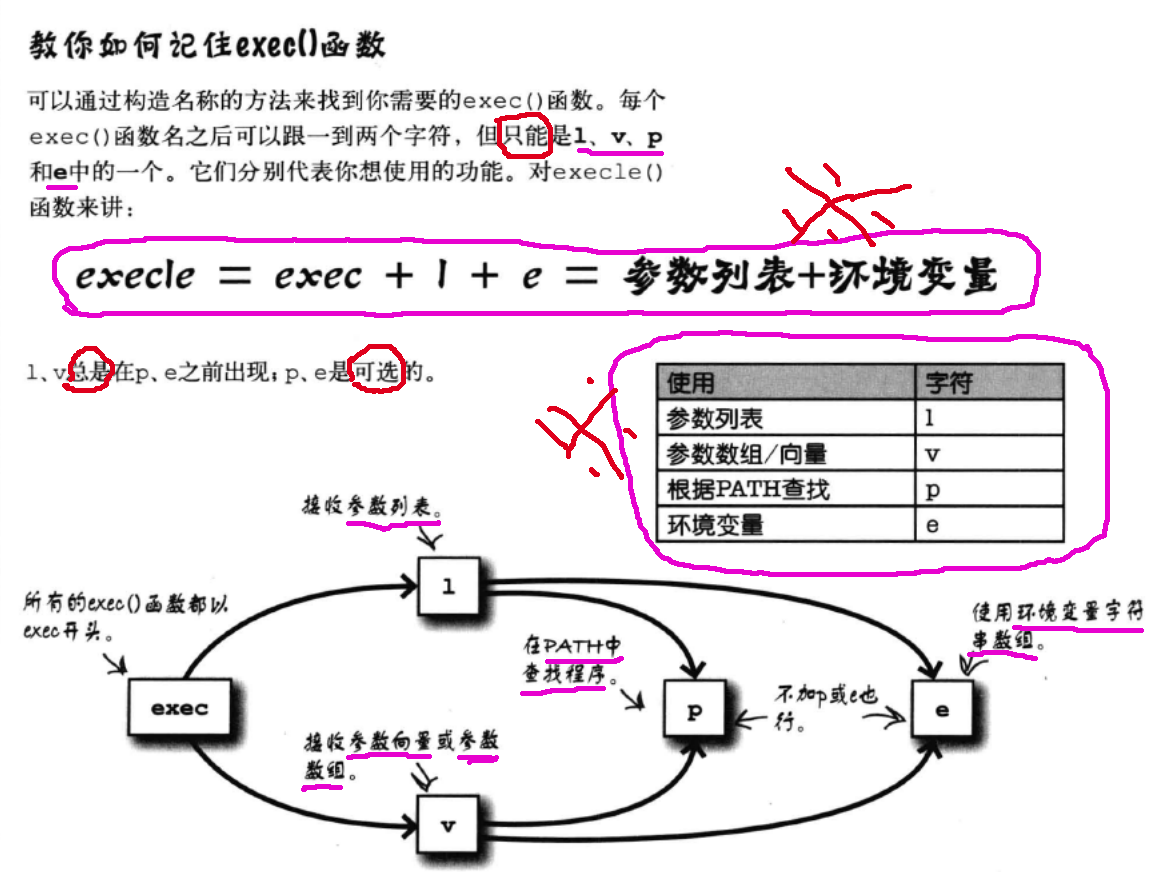 教你如何记住exec()函数
可以通过构造名称的方法来找到你需要的exec()函数。每个
exec()函数名之后可以跟一到两个字符，但只能是l、v、p
和e中的一个。它们分别代表你想使用的功能。对execle()
函数来讲：
execle = exec + l + e = 参数列表+环境变量
l、v总是在p、e之前出现；p、e是可选的。
使用 字符
参数列表 l
参数数组/向量 v
根据PATH查找 p
环境变量 e
接收参数列表。
l
所有的exec()函数都以
exec开头。
exec
在PATH中
查找程序。
p
不加p或e也
行。
使用环境变量字符
串数组。
e
接收参数向量或参数
数组。
v